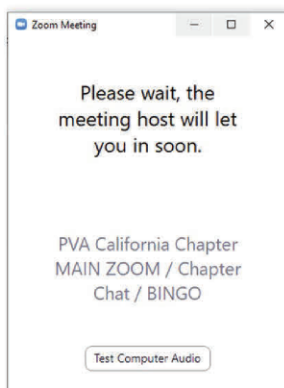 Zoom Meeting
Please wait, the
meeting host will let
you in soon.
PVA California Chapter
MAIN ZOOM / Chapter
Chat / BINGO
Test Computer Audio